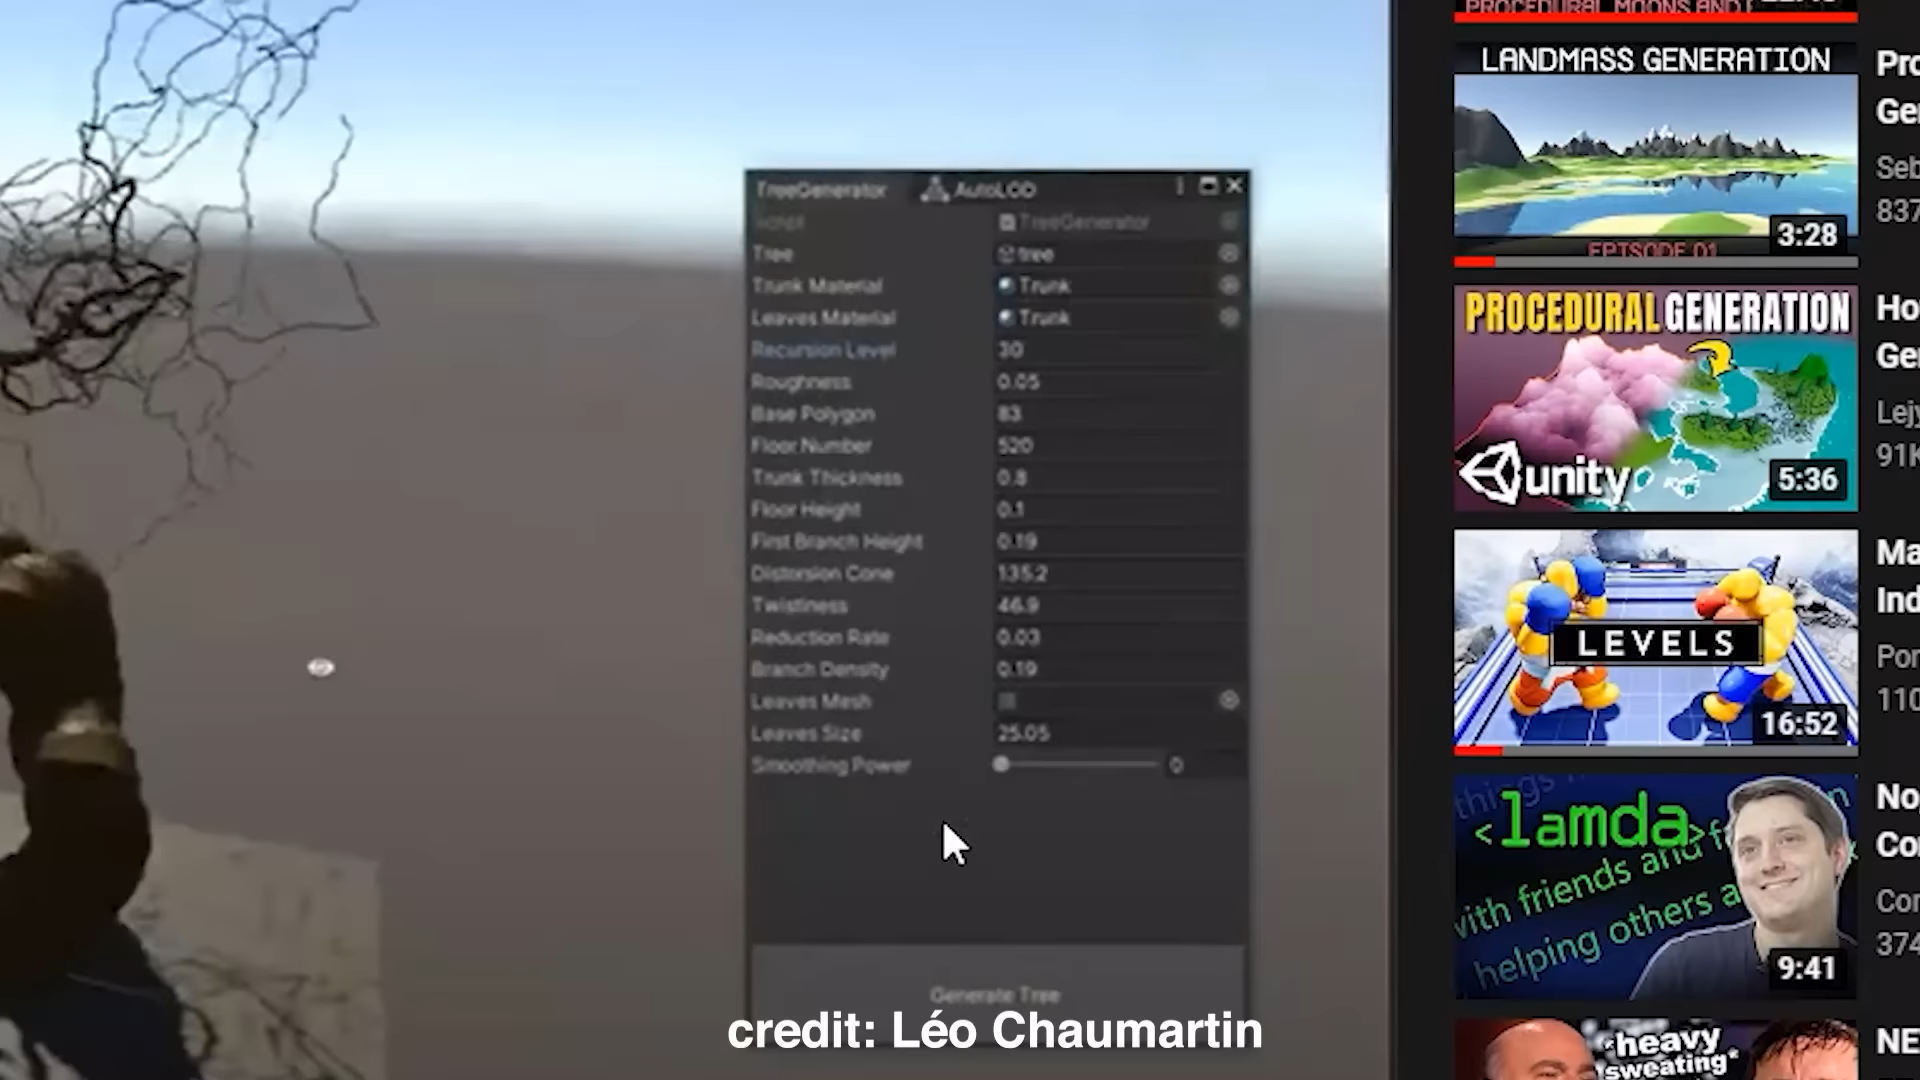 TreeGenerator AutoLOD
Script TreeGenerator
Tree tree
Trunk Material Trunk
Leaves Material Trunk
Recursion Level 30
Roughness 0.05
Base Polygon 83
Floor Number 520
Trunk Thickness 0.8
Floor Height 0.1
First Branch Height 0.19
Distorsion Cone 135.2
Twistiness 46.9
Reduction Rate 0.03
Branch Density 0.19
Leaves Mesh
Leaves Size 25.05
Smoothing Power 0
Generate Tree
credit: Léo Chaumartin
PROCEDURAL MOONS AND
LANDMASS GENERATION
EPISODE 01
3:28
Pro
Gen
Seb
837
PROCEDURAL GENERATION
unity
5:36
Ho
Ge
Lejy
91K
LEVELS
16:52
Ma
Ind
Por
110
things
<lamda>
with friends and f
helping others a
9:41
No
Co
Cor
374
*heavy
sweating*
NE